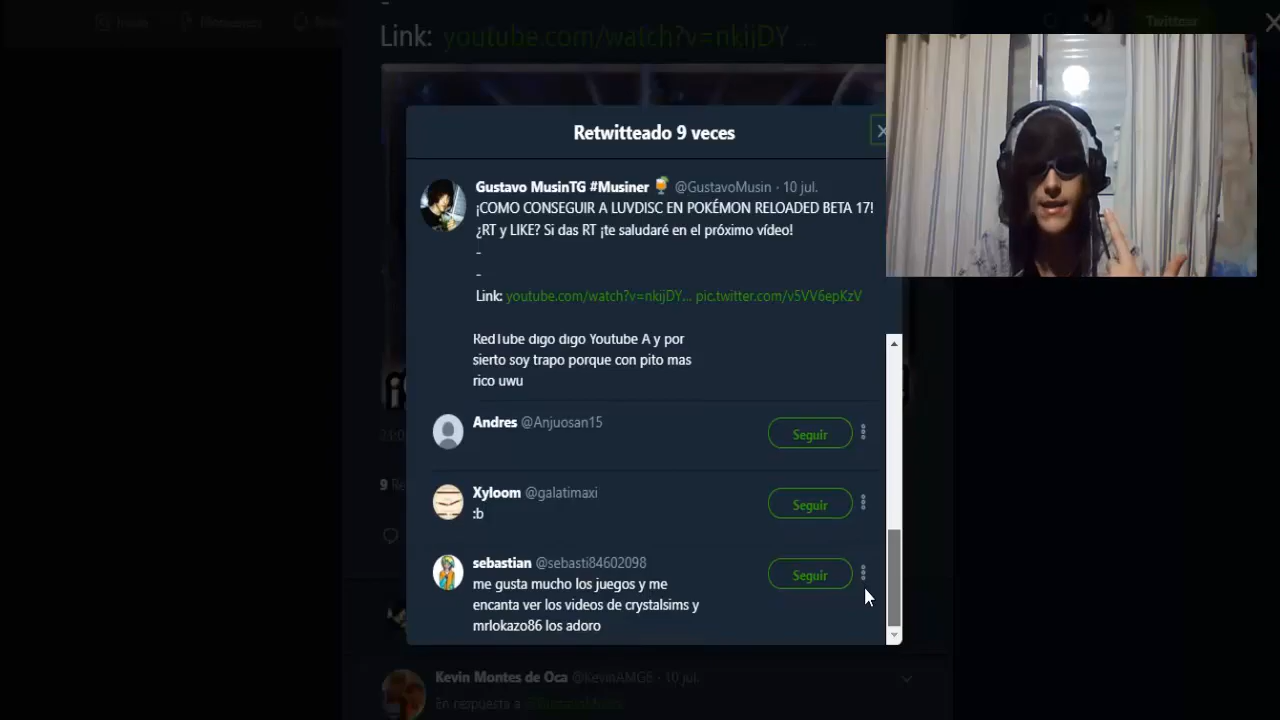 Inicio
Twittear
Link: youtube.com/watch?v=nkijDY ...
Retwitteado 9 veces
Gustavo MusinTG #Musiner @GustavoMusin · 10 jul.
¡COMO CONSEGUIR A LUVDISC EN POKÉMON RELOADED BETA 17!
¿RT y LIKE? Si das RT ¡te saludaré en el próximo vídeo!
-
-
Link: youtube.com/watch?v=nkijDY... pic.twitter.com/v5VV6epKzV
RedTube digo digo Youtube A y por
sierto soy trapo porque con pito mas
rico uwu
Andres @Anjuosan15
Seguir
Xyloom @galatimaxi
:b
Seguir
sebastian @sebasti84602098
me gusta mucho los juegos y me
encanta ver los videos de crystalsims y
mrlokazo86 los adoro
Seguir
Kevin Montes de Oca @KevinAMG8 · 10 jul.
En respuesta a @GustavoMusin